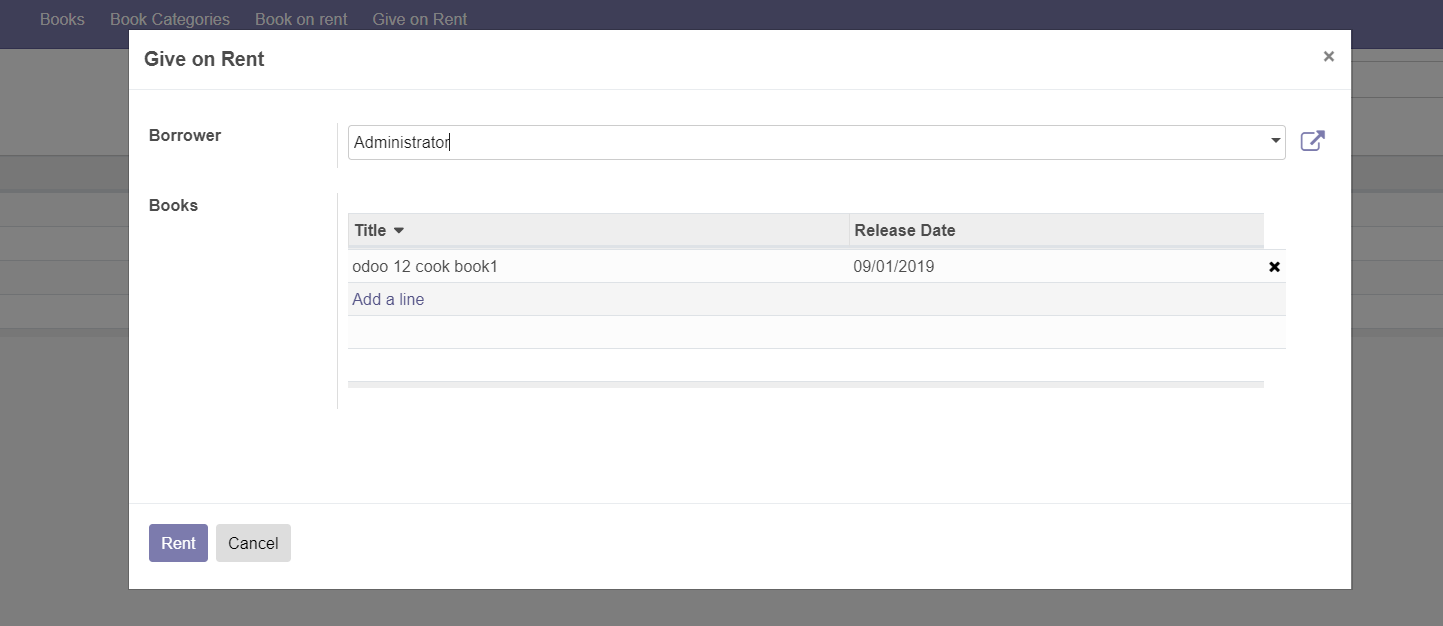 Books Book Categories Book on rent Give on Rent
Give on Rent ×
Borrower Administrator
Books
Title Release Date
odoo 12 cook book1 09/01/2019
Add a line
Rent Cancel